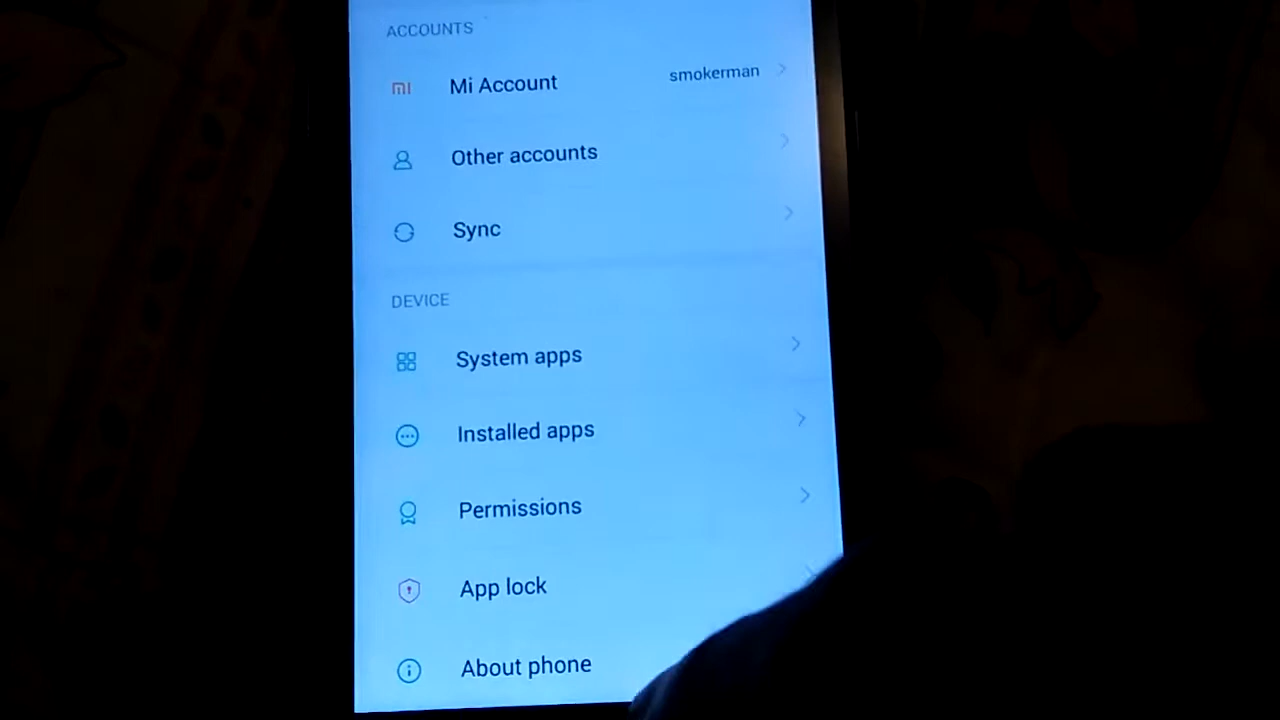 ACCOUNTS
mi Mi Account smokerman
Other accounts
Sync
DEVICE
System apps
Installed apps
Permissions
App lock
About phone